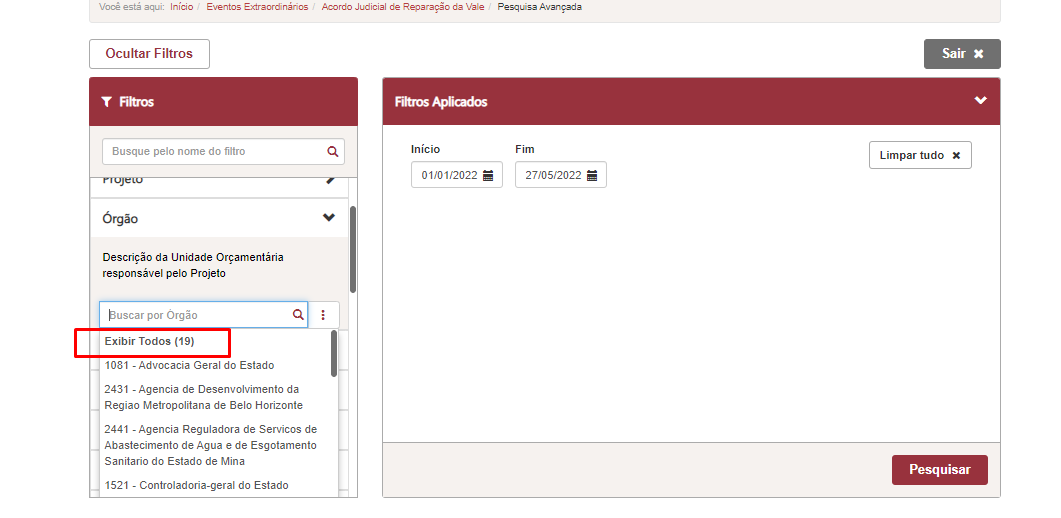 Você está aqui: Início / Eventos Extraordinários / Acordo Judicial de Reparação da Vale / Pesquisa Avançada
Ocultar Filtros
Sair ✖
Filtros
Busque pelo nome do filtro
Projeto
Órgão
Descrição da Unidade Orçamentária
responsável pelo Projeto
Buscar por Órgão
Exibir Todos (19)
1081 - Advocacia Geral do Estado
2431 - Agencia de Desenvolvimento da
Regiao Metropolitana de Belo Horizonte
2441 - Agencia Reguladora de Servicos de
Abastecimento de Agua e de Esgotamento
Sanitario do Estado de Mina
1521 - Controladoria-geral do Estado
Filtros Aplicados
Início
Fim
01/01/2022
27/05/2022
Limpar tudo ✖
Pesquisar